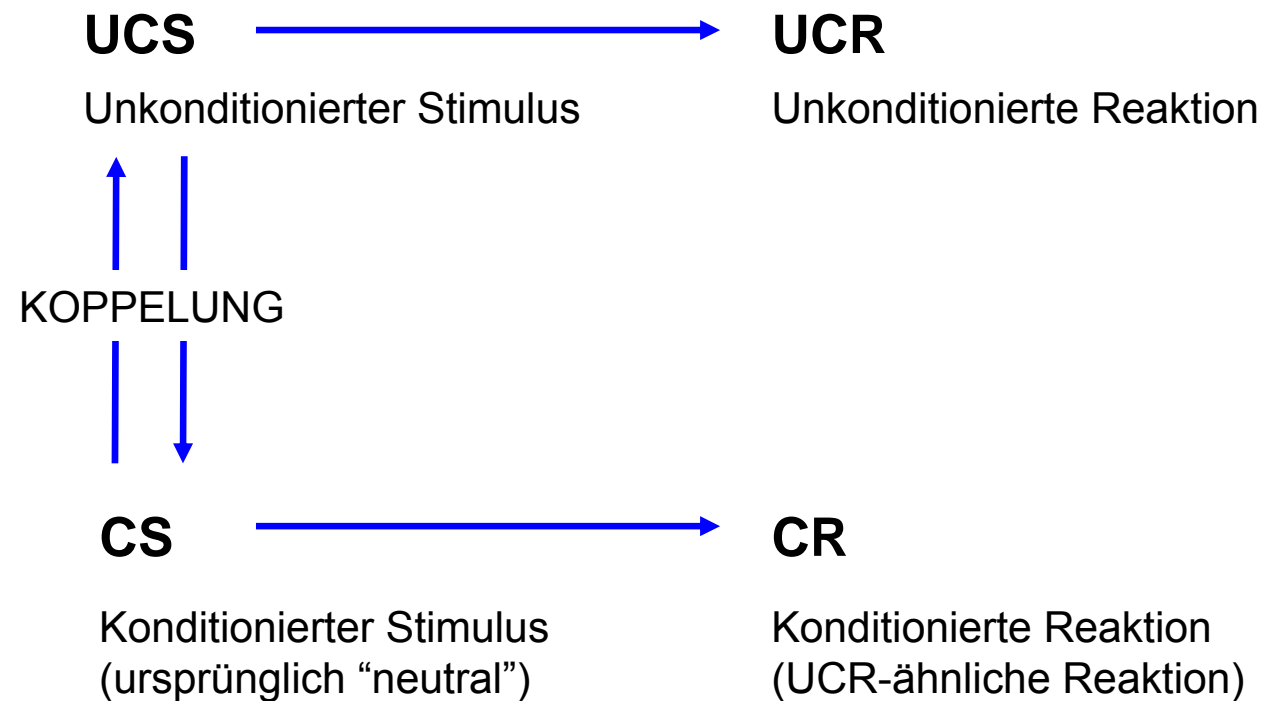 UCS UCR
Unkonditionierter Stimulus Unkonditionierte Reaktion
KOPPELUNG
CS CR
Konditionierter Stimulus Konditionierte Reaktion
(ursprünglich “neutral”) (UCR-ähnliche Reaktion)